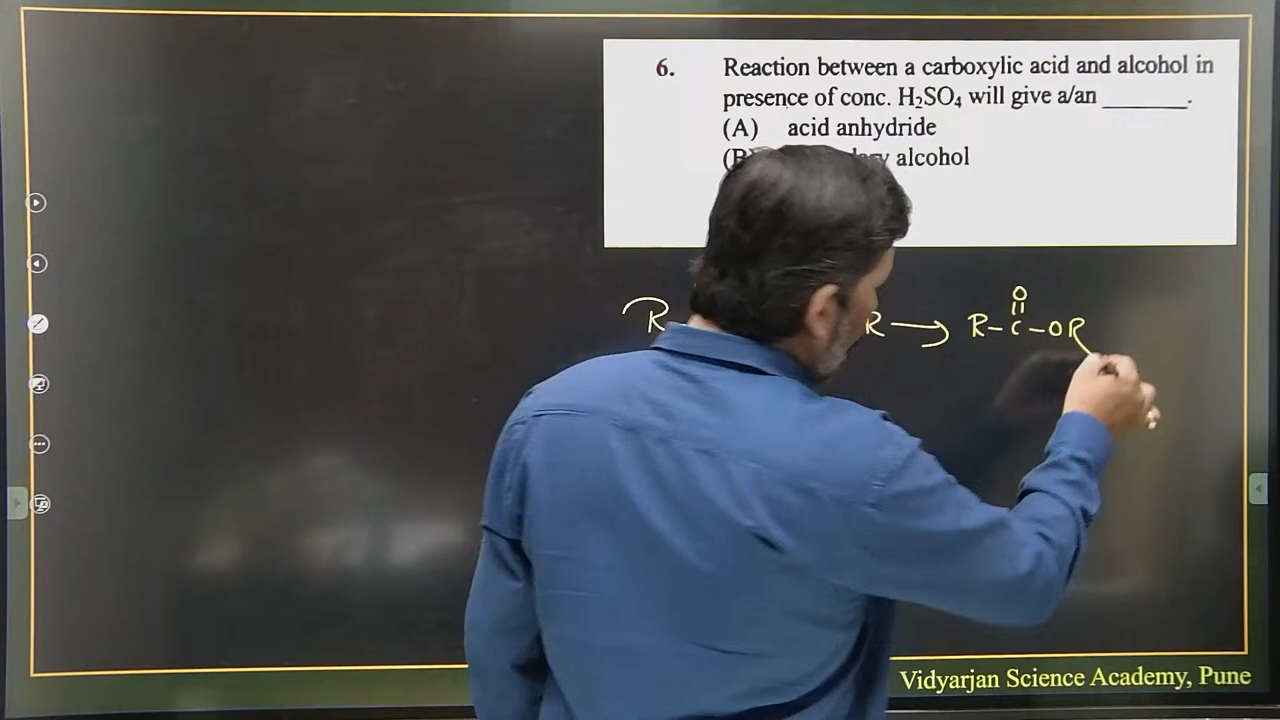 6. Reaction between a carboxylic acid and alcohol in
presence of conc. H₂SO₄ will give a/an _______.
(A) acid anhydride
alcohol
R R → R-C-OR
O
Vidyarjan Science Academy, Pune